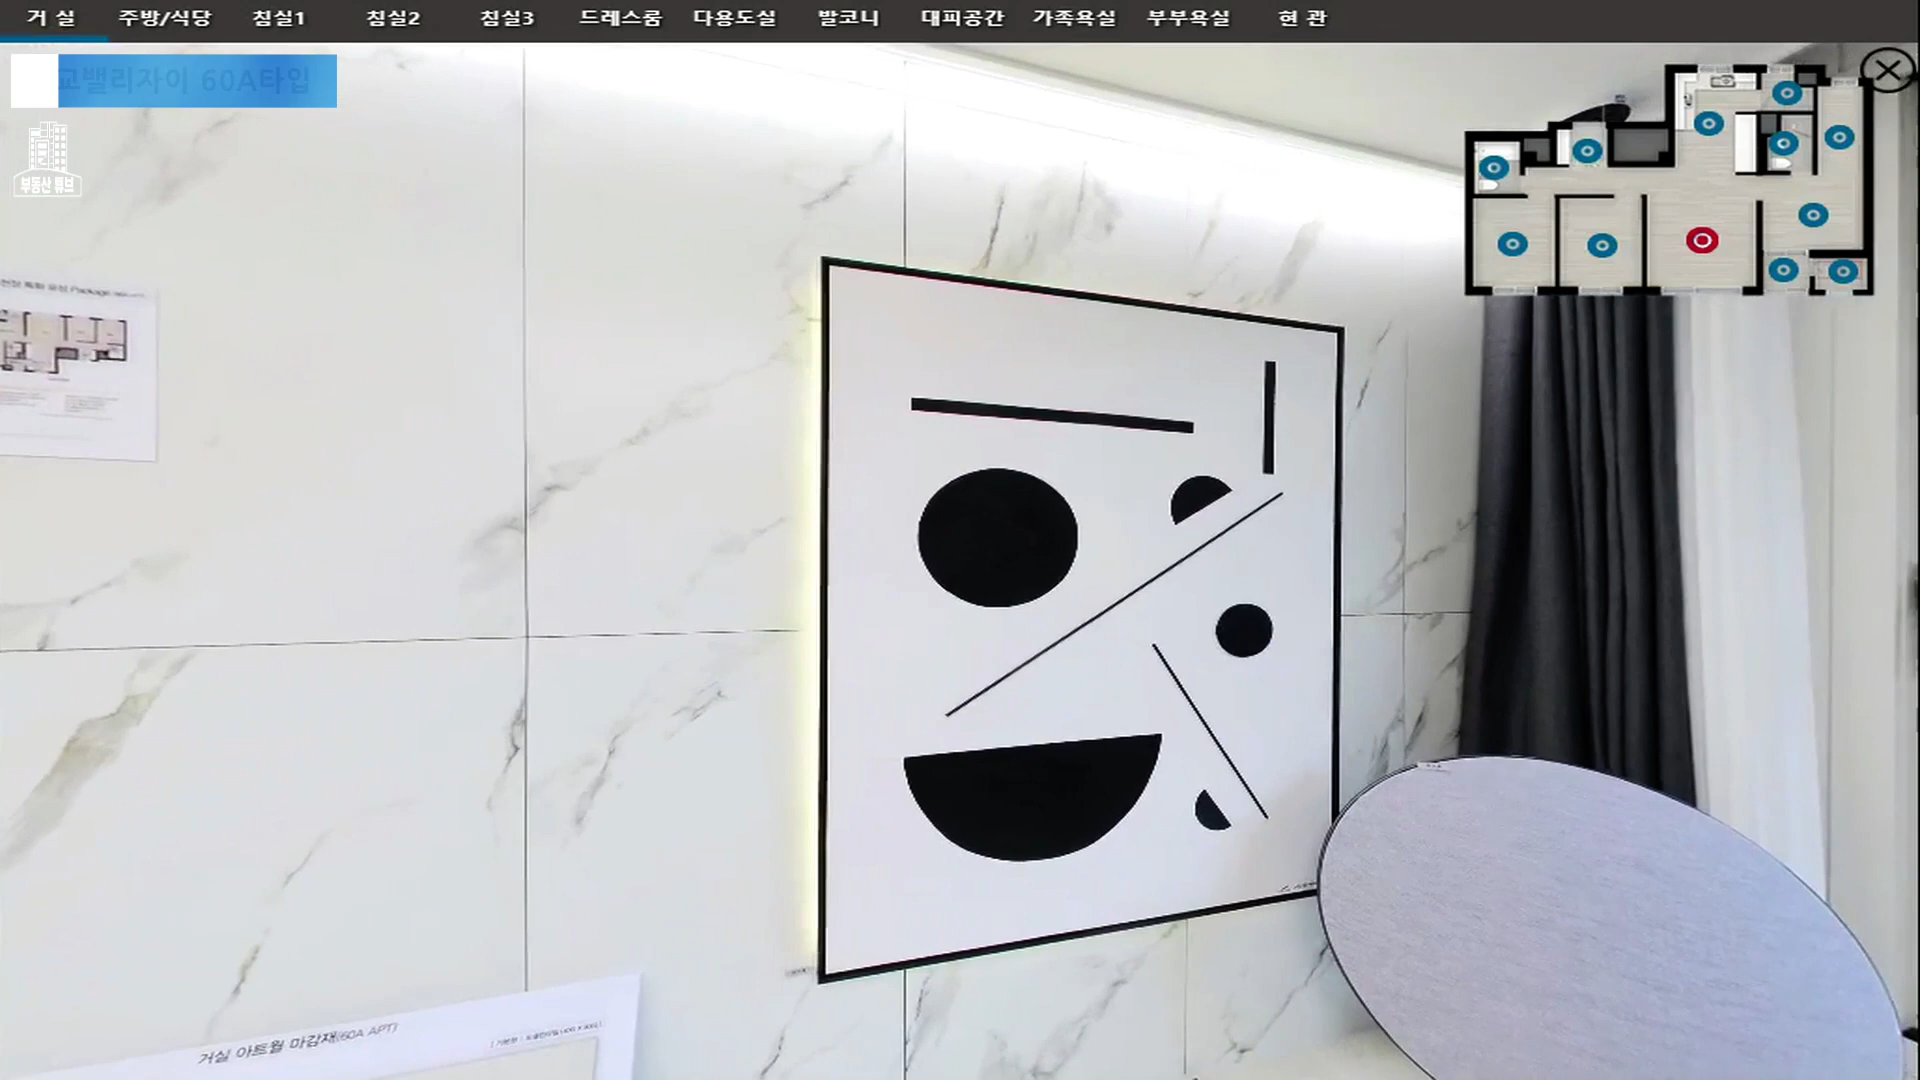 거 실 주방/식당 침실1 침실2 침실3 드레스룸 다용도실 발코니 대피공간 가족욕실 부부욕실 현 관
교밸리자이 60A타입
부동산 튜브
Package
거실 아트월 마감재(60A APT)